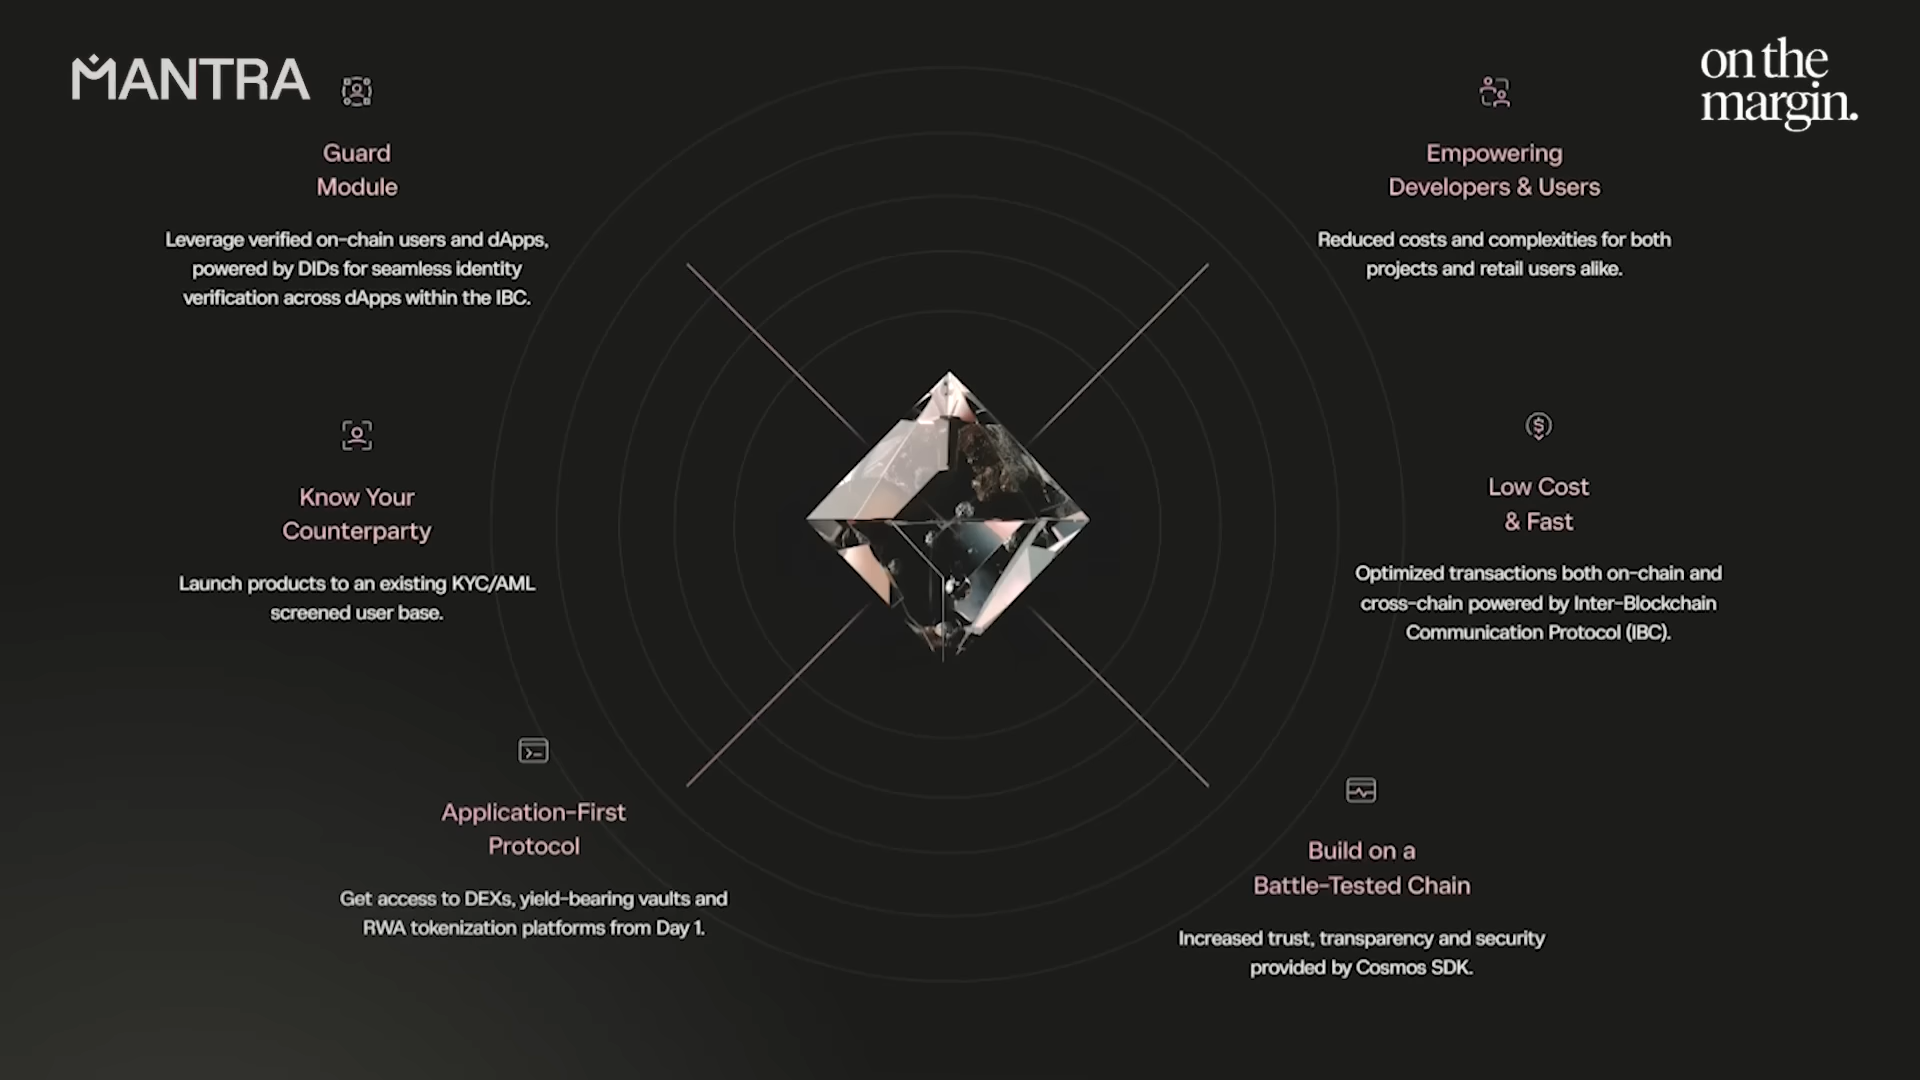 MANTRA
on the
margin.
Guard
Module
Leverage verified on-chain users and dApps,
powered by DIDs for seamless identity
verification across dApps within the IBC.
Empowering
Developers & Users
Reduced costs and complexities for both
projects and retail users alike.
Know Your
Counterparty
Launch products to an existing KYC/AML
screened user base.
Low Cost
& Fast
Optimized transactions both on-chain and
cross-chain powered by Inter-Blockchain
Communication Protocol (IBC).
Application-First
Protocol
Get access to DEXs, yield-bearing vaults and
RWA tokenization platforms from Day 1.
Build on a
Battle-Tested Chain
Increased trust, transparency and security
provided by Cosmos SDK.